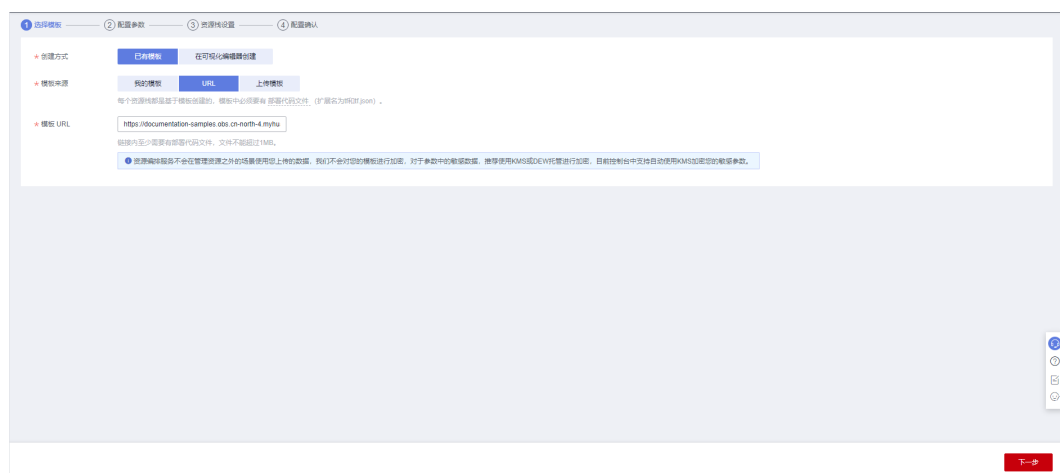 1 选择模板 2 配置参数 3 资源栈设置 4 配置确认
* 创建方式 已有模板 在可视化编辑器创建
* 模板来源 我的模板 URL 上传模板
每个资源栈都是基于模板创建的，模板中必须要有 部署代码文件 （扩展名为tf和tf.json）。
* 模板 URL https://documentation-samples.obs.cn-north-4.myhu
链接内至少需要有部署代码文件，文件不能超过1MB。
资源编排服务不会在管理资源之外的场景使用您上传的数据，我们不会对您的模板进行加密，对于参数中的敏感数据，推荐使用KMS或DEW托管进行加密，目前控制台中支持自动使用KMS加密您的敏感参数。
下一步